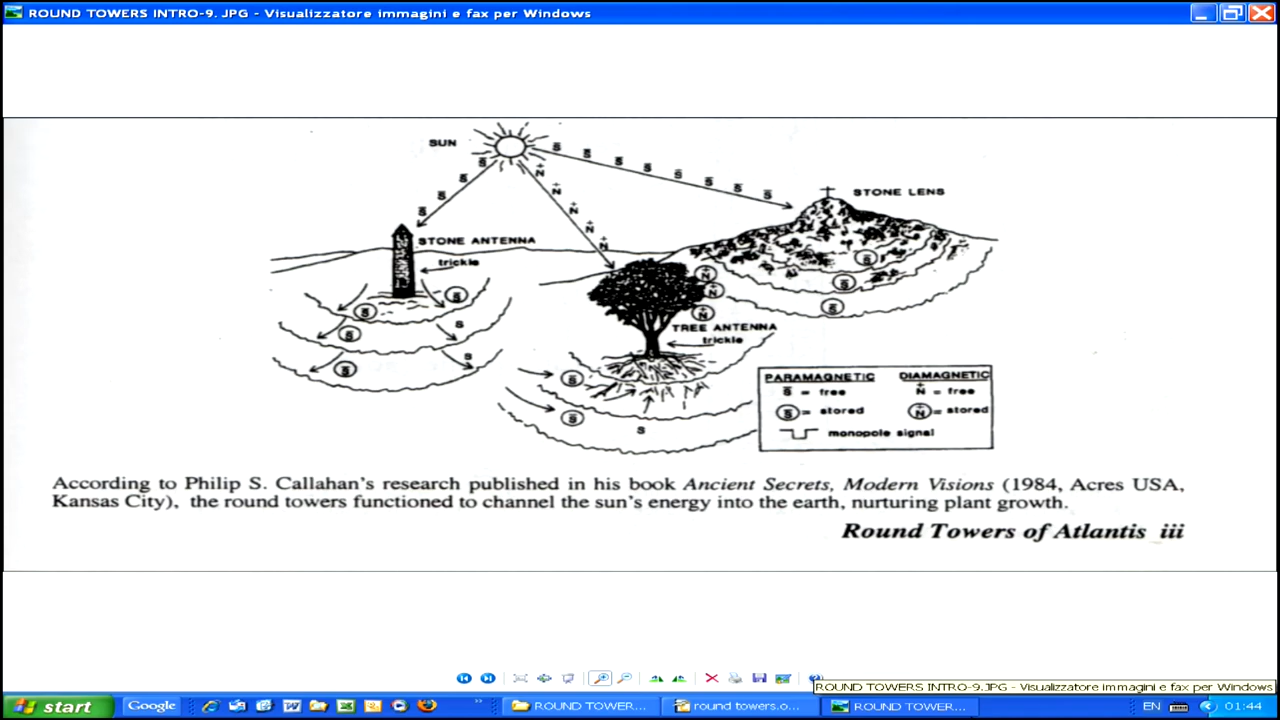 ROUND TOWERS INTRO-9. JPG - Visualizzatore immagini e fax per Windows
SUN
S̄ S̄ S̄ S̄
N̟ N̟ N̟ N̟ N̟
S̄ S̄ S̄ S̄ S̄ S̄ S̄ S̄
STONE LENS
STONE ANTENNA
trickle
S̄ S̄ S̄
S̄ S̄ S
S̄ S
S̄
N̟ N̟ N̟
TREE ANTENNA
trickle
S̄
S̄
S
PARAMAGNETIC DIAMAGNETIC
S̄ = free N̟ = free
S̄ = stored N̟ = stored
monopole signal
According to Philip S. Callahan's research published in his book Ancient Secrets, Modern Visions (1984, Acres USA,
Kansas City), the round towers functioned to channel the sun's energy into the earth, nurturing plant growth.
Round Towers of Atlantis iii
ROUND TOWERS INTRO-9.JPG - Visualizzatore immagini e fax per Windows
start Google ROUND TOWER... round towers.o... ROUND TOWER... EN 01:44